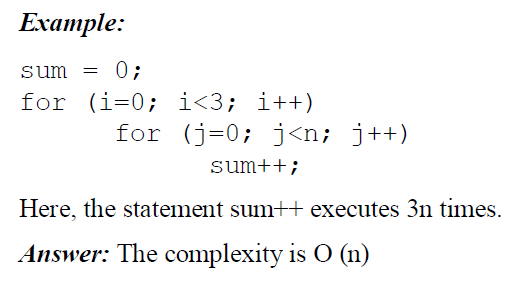 Example:
sum = 0;
for (i=0; i<3; i++)
for (j=0; j<n; j++)
sum++;
Here, the statement sum++ executes 3n times.
Answer: The complexity is O (n)